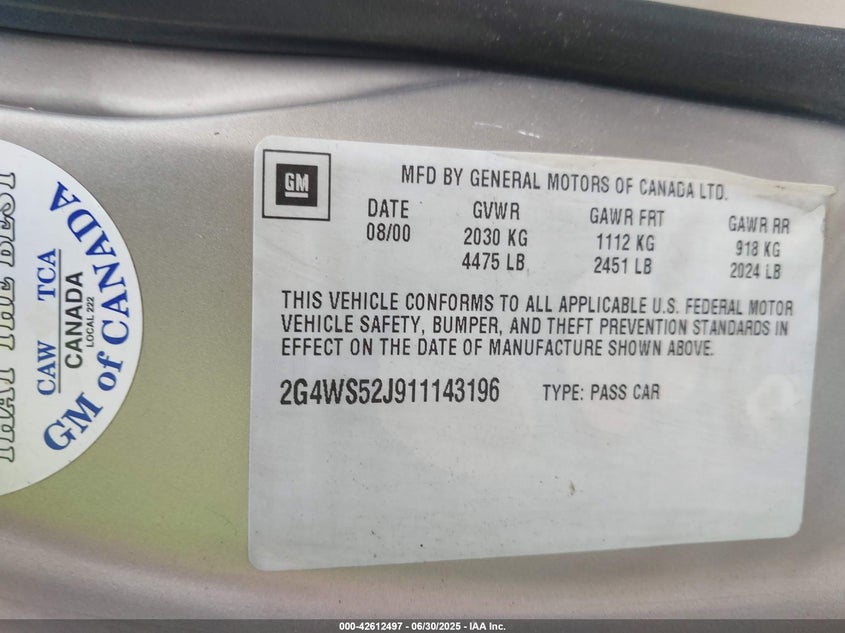 GM
MFD BY GENERAL MOTORS OF CANADA LTD.
DATE GVWR GAWR FRT GAWR RR
08/00 2030 KG 1112 KG 918 KG
4475 LB 2451 LB 2024 LB
THIS VEHICLE CONFORMS TO ALL APPLICABLE U.S. FEDERAL MOTOR
VEHICLE SAFETY, BUMPER, AND THEFT PREVENTION STANDARDS IN
EFFECT ON THE DATE OF MANUFACTURE SHOWN ABOVE.
2G4WS52J911143196 TYPE: PASS CAR
THAT THE BEST
CAW TCA
CANADA
LOCAL 222
GM of CANADA
000-42612497 - 06/30/2025 - IAA Inc.